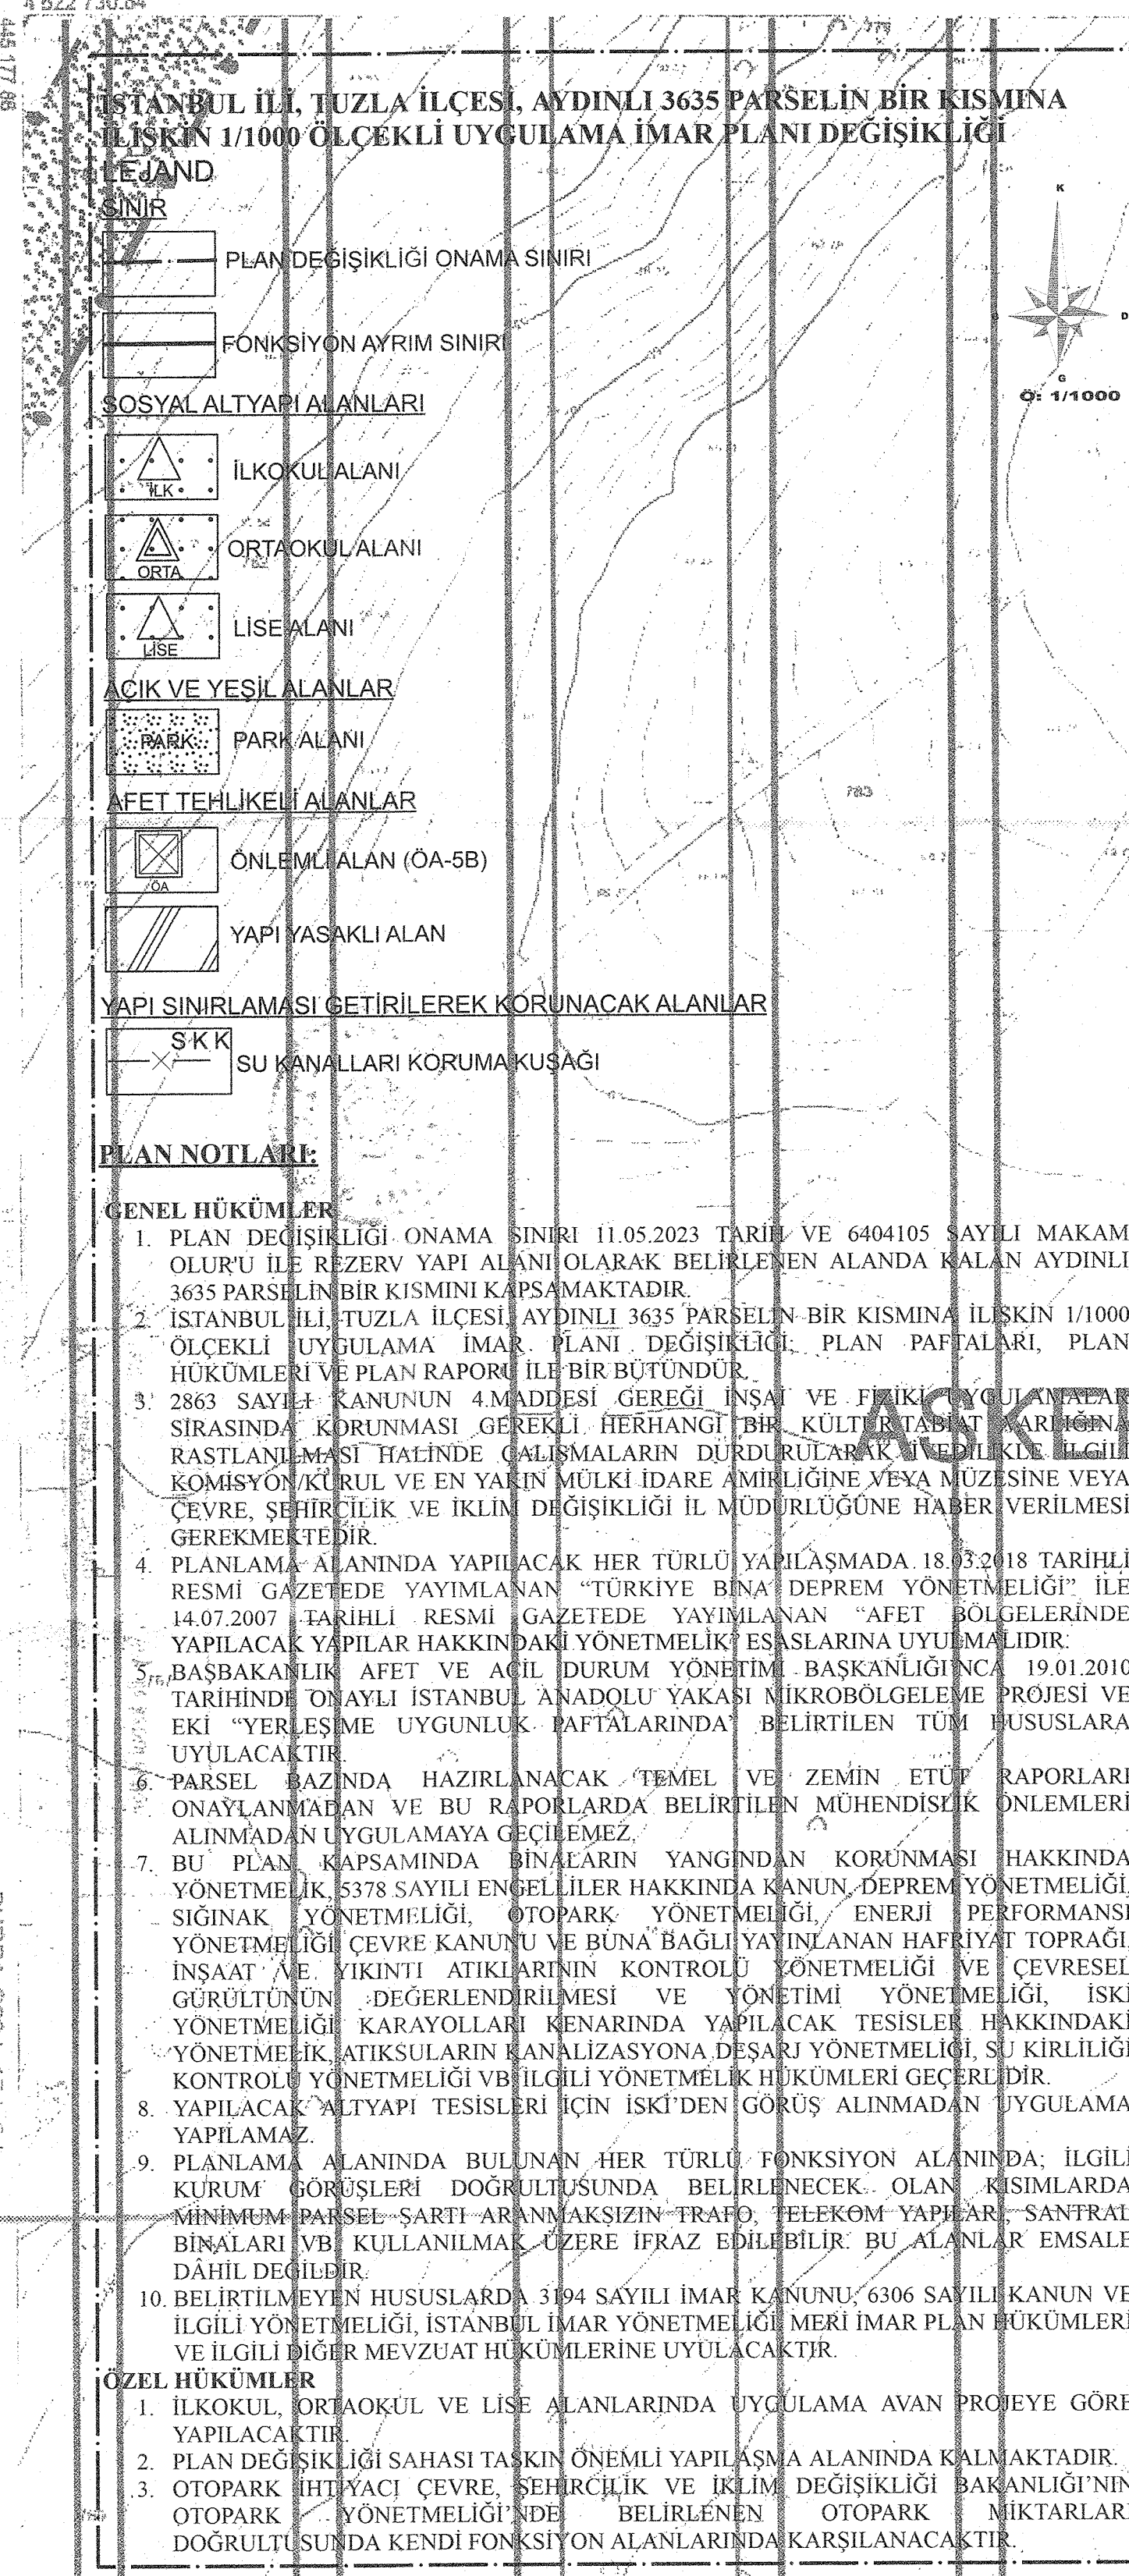 4 622 730.84
445 177 88
İSTANBUL İLİ, TUZLA İLÇESİ, AYDINLI 3635 PARSELİN BİR KISMINA
İLİŞKİN 1/1000 ÖLÇEKLİ UYGULAMA İMAR PLANI DEĞİŞİKLİĞİ
LEJAND
SINIR
PLAN DEĞİŞİKLİĞİ ONAMA SINIRI
FONKSİYON AYRIM SINIRI
SOSYAL ALTYAPI ALANLARI
İLK
İLKOKUL ALANI
ORTA
ORTAOKUL ALANI
LİSE
LİSE ALANI
AÇIK VE YEŞİL ALANLAR
PARK
PARK ALANI
AFET TEHLİKELİ ALANLAR
ÖA
ÖNLEMLİ ALAN (ÖA-5B)
YAPI YASAKLI ALAN
YAPI SINIRLAMASI GETİRİLEREK KORUNACAK ALANLAR
S K K
SU KANALLARI KORUMA KUŞAĞI
K
D
G
Ö: 1/1000
783
PLAN NOTLARI:
GENEL HÜKÜMLER
1. PLAN DEĞİŞİKLİĞİ ONAMA SINIRI 11.05.2023 TARİH VE 6404105 SAYILI MAKAM
OLUR'U İLE REZERV YAPI ALANI OLARAK BELİRLENEN ALANDA KALAN AYDINLI
3635 PARSELİN BİR KISMINI KAPSAMAKTADIR.
2. İSTANBUL İLİ, TUZLA İLÇESİ, AYDINLI 3635 PARSELİN BİR KISMINA İLİŞKİN 1/1000
ÖLÇEKLİ UYGULAMA İMAR PLANI DEĞİŞİKLİĞİ; PLAN PAFTALARI, PLAN
HÜKÜMLERİ VE PLAN RAPORU İLE BİR BÜTÜNDÜR.
3. 2863 SAYILI KANUNUN 4.MADDESİ GEREĞİ İNŞAİ VE FİZİKİ UYGULAMALAR
SIRASINDA KORUNMASI GEREKLİ HERHANGİ BİR KÜLTÜR TABİAT VARLIĞINA
RASTLANILMASI HALİNDE ÇALIŞMALARIN DURDURULARAK İVEDİLİKLE İLGİLİ
KOMİSYON/KURUL VE EN YAKIN MÜLKİ İDARE AMİRLİĞİNE VEYA MÜZESİNE VEYA
ÇEVRE, ŞEHİRCİLİK VE İKLİM DEĞİŞİKLİĞİ İL MÜDÜRLÜĞÜNE HABER VERİLMESİ
GEREKMEKTEDİR.
4. PLANLAMA ALANINDA YAPILACAK HER TÜRLÜ YAPILAŞMADA 18.03.2018 TARİHLİ
RESMİ GAZETEDE YAYIMLANAN “TÜRKİYE BİNA DEPREM YÖNETMELİĞİ” İLE
14.07.2007 TARİHLİ RESMİ GAZETEDE YAYIMLANAN “AFET BÖLGELERİNDE
YAPILACAK YAPILAR HAKKINDAKİ YÖNETMELİK” ESASLARINA UYULMALIDIR.
5. BAŞBAKANLIK AFET VE ACİL DURUM YÖNETİMİ BAŞKANLIĞI'NCA 19.01.2010
TARİHİNDE ONAYLI İSTANBUL ANADOLU YAKASI MİKROBÖLGELEME PROJESİ VE
EKİ “YERLEŞİME UYGUNLUK PAFTALARINDA” BELİRTİLEN TÜM HUSUSLARA
UYULACAKTIR.
6. PARSEL BAZINDA HAZIRLANACAK TEMEL VE ZEMİN ETÜT RAPORLARI
ONAYLANMADAN VE BU RAPORLARDA BELİRTİLEN MÜHENDİSLİK ÖNLEMLERİ
ALINMADAN UYGULAMAYA GEÇİLEMEZ.
7. BU PLAN KAPSAMINDA BİNALARIN YANGINDAN KORUNMASI HAKKINDA
YÖNETMELİK, 5378 SAYILI ENGELLİLER HAKKINDA KANUN, DEPREM YÖNETMELİĞİ,
SIĞINAK YÖNETMELİĞİ, OTOPARK YÖNETMELİĞİ, ENERJİ PERFORMANSI
YÖNETMELİĞİ ÇEVRE KANUNU VE BUNA BAĞLI YAYINLANAN HAFRİYAT TOPRAĞI,
İNŞAAT VE YIKINTI ATIKLARININ KONTROLÜ YÖNETMELİĞİ VE ÇEVRESEL
GÜRÜLTÜNÜN DEĞERLENDİRİLMESİ VE YÖNETİMİ YÖNETMELİĞİ, İSKİ
YÖNETMELİĞİ KARAYOLLARI KENARINDA YAPILACAK TESİSLER HAKKINDAKİ
YÖNETMELİK, ATIKSULARIN KANALİZASYONA DEŞARJ YÖNETMELİĞİ, SU KİRLİLİĞİ
KONTROLÜ YÖNETMELİĞİ VB İLGİLİ YÖNETMELİK HÜKÜMLERİ GEÇERLİDİR.
8. YAPILACAK ALTYAPI TESİSLERİ İÇİN İSKİ’DEN GÖRÜŞ ALINMADAN UYGULAMA
YAPILAMAZ.
9. PLANLAMA ALANINDA BULUNAN HER TÜRLÜ FONKSİYON ALANINDA; İLGİLİ
KURUM GÖRÜŞLERİ DOĞRULTUSUNDA BELİRLENECEK OLAN KISIMLARDA
MİNİMUM PARSEL ŞARTI ARANMAKSIZIN TRAFO, TELEKOM YAPILARI, SANTRAL
BİNALARI VB. KULLANILMAK ÜZERE İFRAZ EDİLEBİLİR. BU ALANLAR EMSALE
DÂHİL DEĞİLDİR.
10. BELİRTİLMEYEN HUSUSLARDA 3194 SAYILI İMAR KANUNU, 6306 SAYILI KANUN VE
İLGİLİ YÖNETMELİĞİ, İSTANBUL İMAR YÖNETMELİĞİ MERİ İMAR PLAN HÜKÜMLERİ
VE İLGİLİ DİĞER MEVZUAT HÜKÜMLERİNE UYULACAKTIR.
ÖZEL HÜKÜMLER
1. İLKOKUL, ORTAOKUL VE LİSE ALANLARINDA UYGULAMA AVAN PROJEYE GÖRE
YAPILACAKTIR.
2. PLAN DEĞİŞİKLİĞİ SAHASI TAŞKIN ÖNEMLİ YAPILAŞMA ALANINDA KALMAKTADIR.
3. OTOPARK İHTİYACI ÇEVRE, ŞEHİRCİLİK VE İKLİM DEĞİŞİKLİĞİ BAKANLIĞI’NIN
OTOPARK YÖNETMELİĞİ’NDE BELİRLENEN OTOPARK MİKTARLARI
DOĞRULTUSUNDA KENDİ FONKSİYON ALANLARINDA KARŞILANACAKTIR.